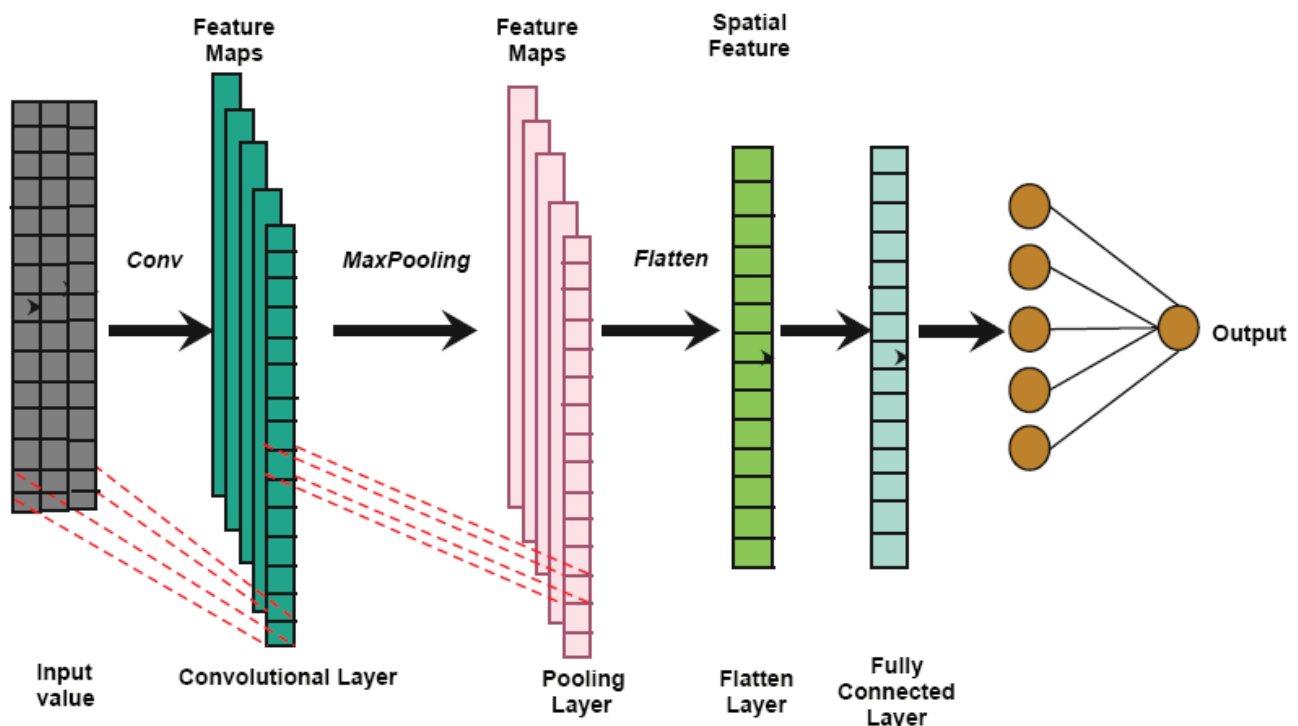 Feature
Maps
Feature
Maps
Spatial
Feature
Conv
MaxPooling
Flatten
Output
Input
value
Convolutional Layer
Pooling
Layer
Flatten
Layer
Fully
Connected
Layer